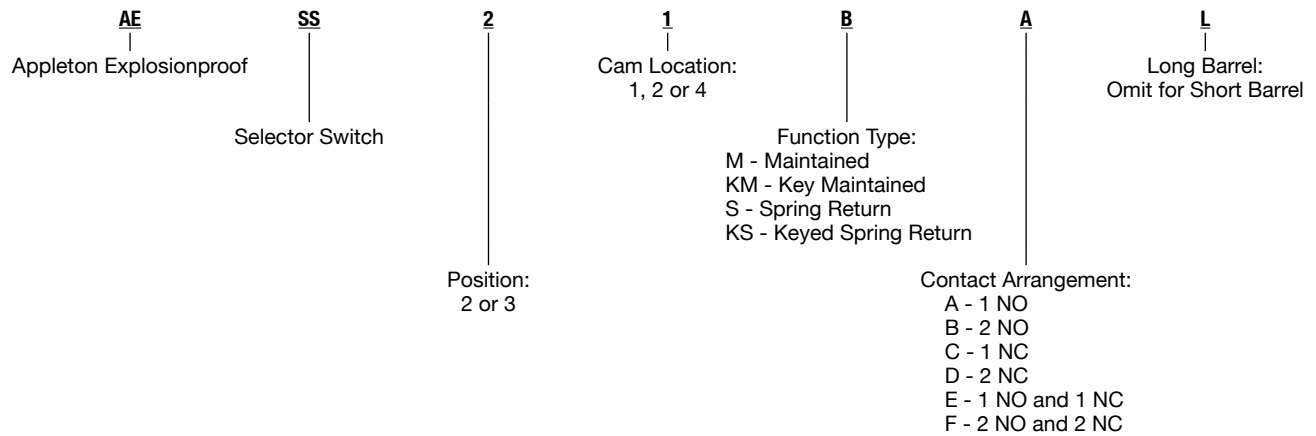 AE SS 2 1 B A L
Appleton Explosionproof
Cam Location:
1, 2 or 4
Long Barrel:
Omit for Short Barrel
Selector Switch
Function Type:
M - Maintained
KM - Key Maintained
S - Spring Return
KS - Keyed Spring Return
Position:
2 or 3
Contact Arrangement:
A - 1 NO
B - 2 NO
C - 1 NC
D - 2 NC
E - 1 NO and 1 NC
F - 2 NO and 2 NC